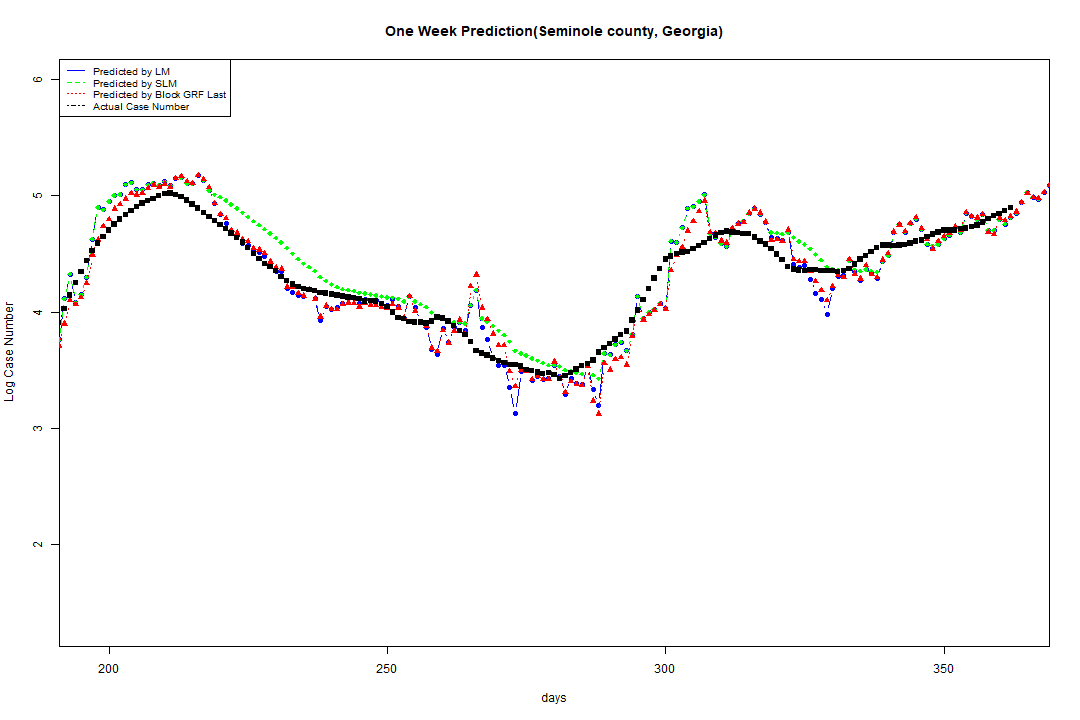 One Week Prediction(Seminole county, Georgia)
Predicted by LM
Predicted by SLM
Predicted by Block GRF Last
Actual Case Number
6
5
4
3
2
Log Case Number
200 250 300 350
days